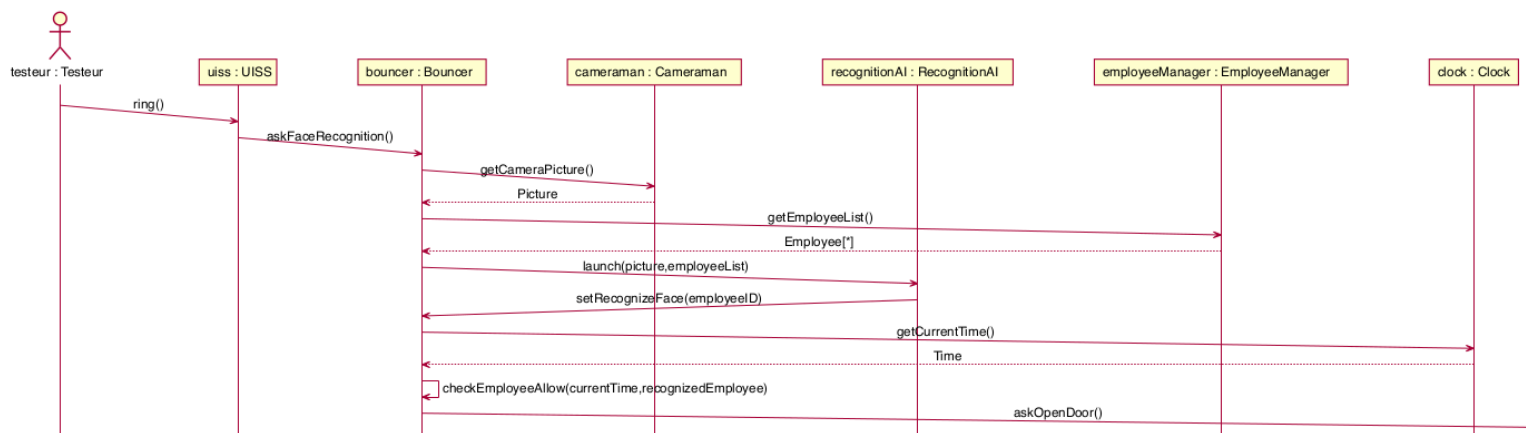 testeur : Testeur
uiss : UISS
bouncer : Bouncer
cameraman : Cameraman
recognitionAI : RecognitionAI
employeeManager : EmployeeManager
clock : Clock
ring()
askFaceRecognition()
getCameraPicture()
Picture
getEmployeeList()
Employee[*]
launch(picture,employeeList)
setRecognizeFace(employeeID)
getCurrentTime()
Time
checkEmployeeAllow(currentTime,recognizedEmployee)
askOpenDoor()